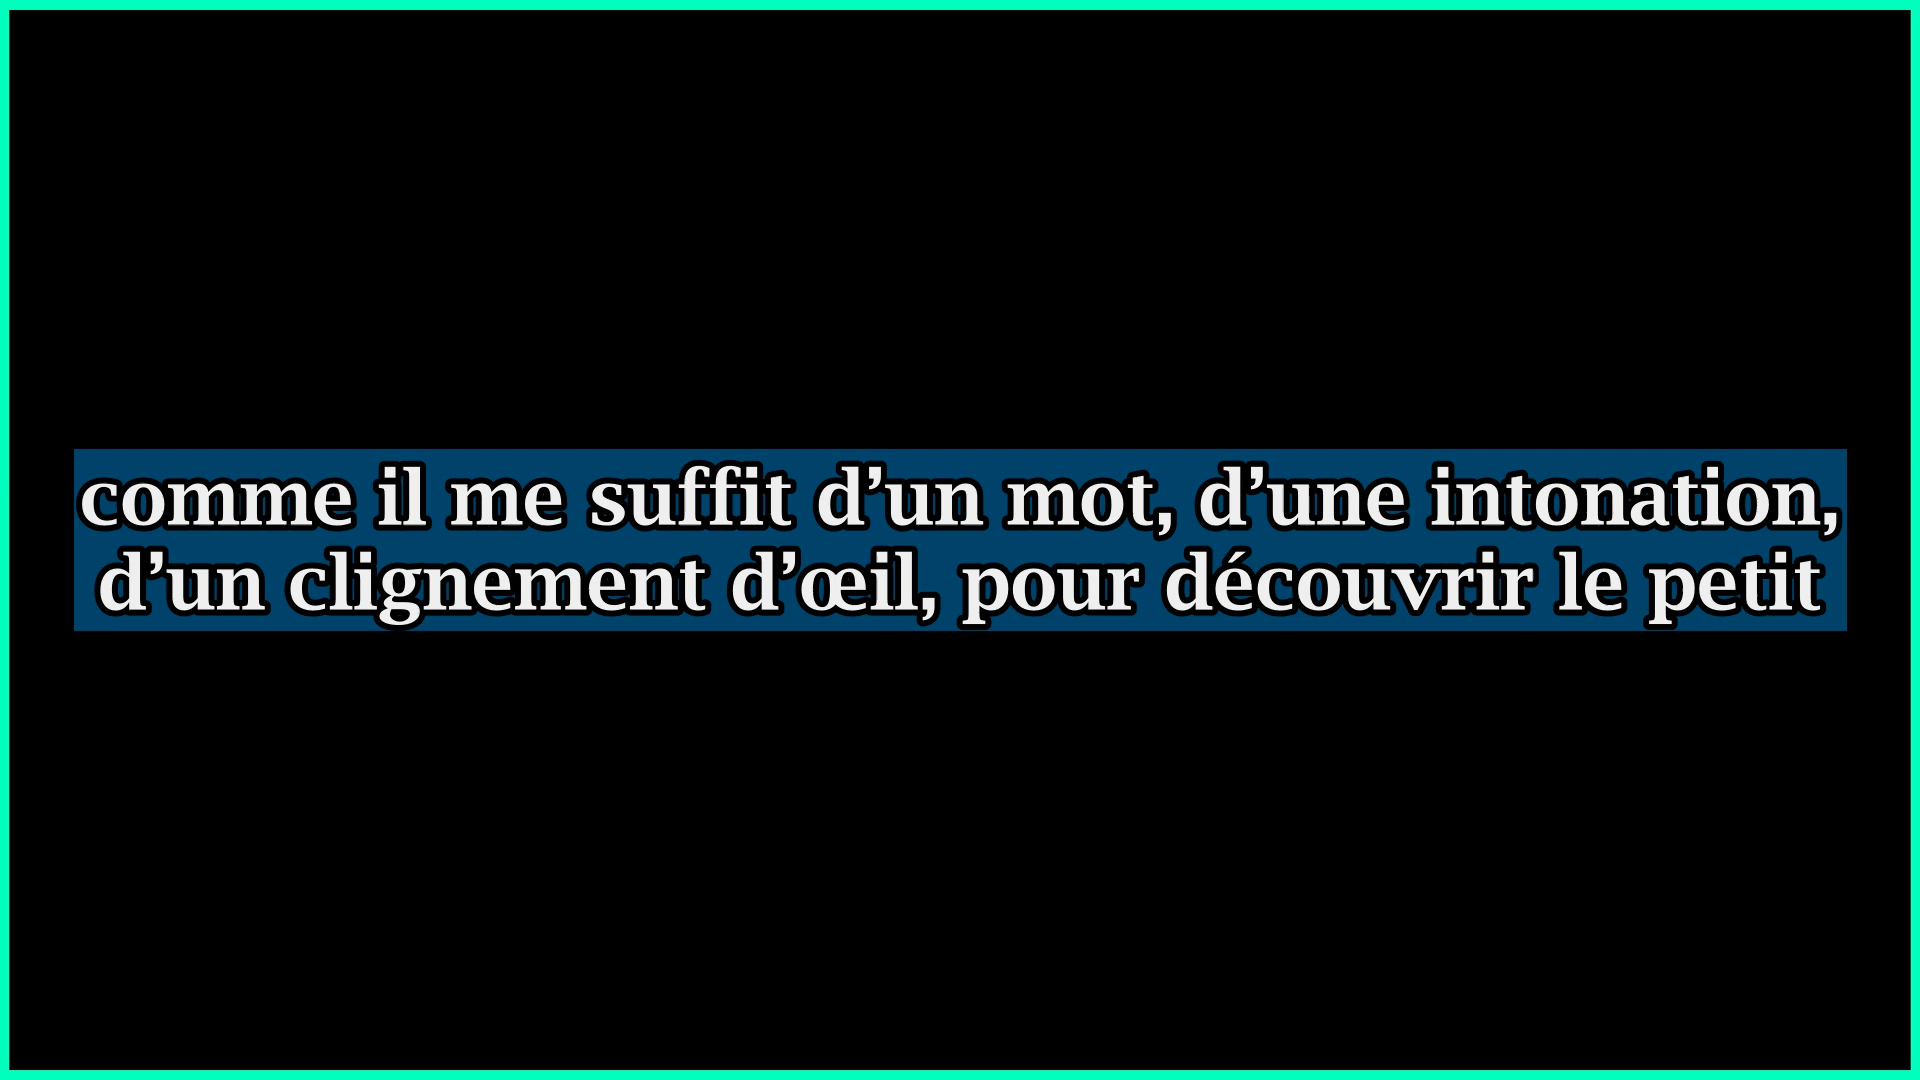 comme il me suffit d’un mot, d’une intonation,
d’un clignement d’œil, pour découvrir le petit